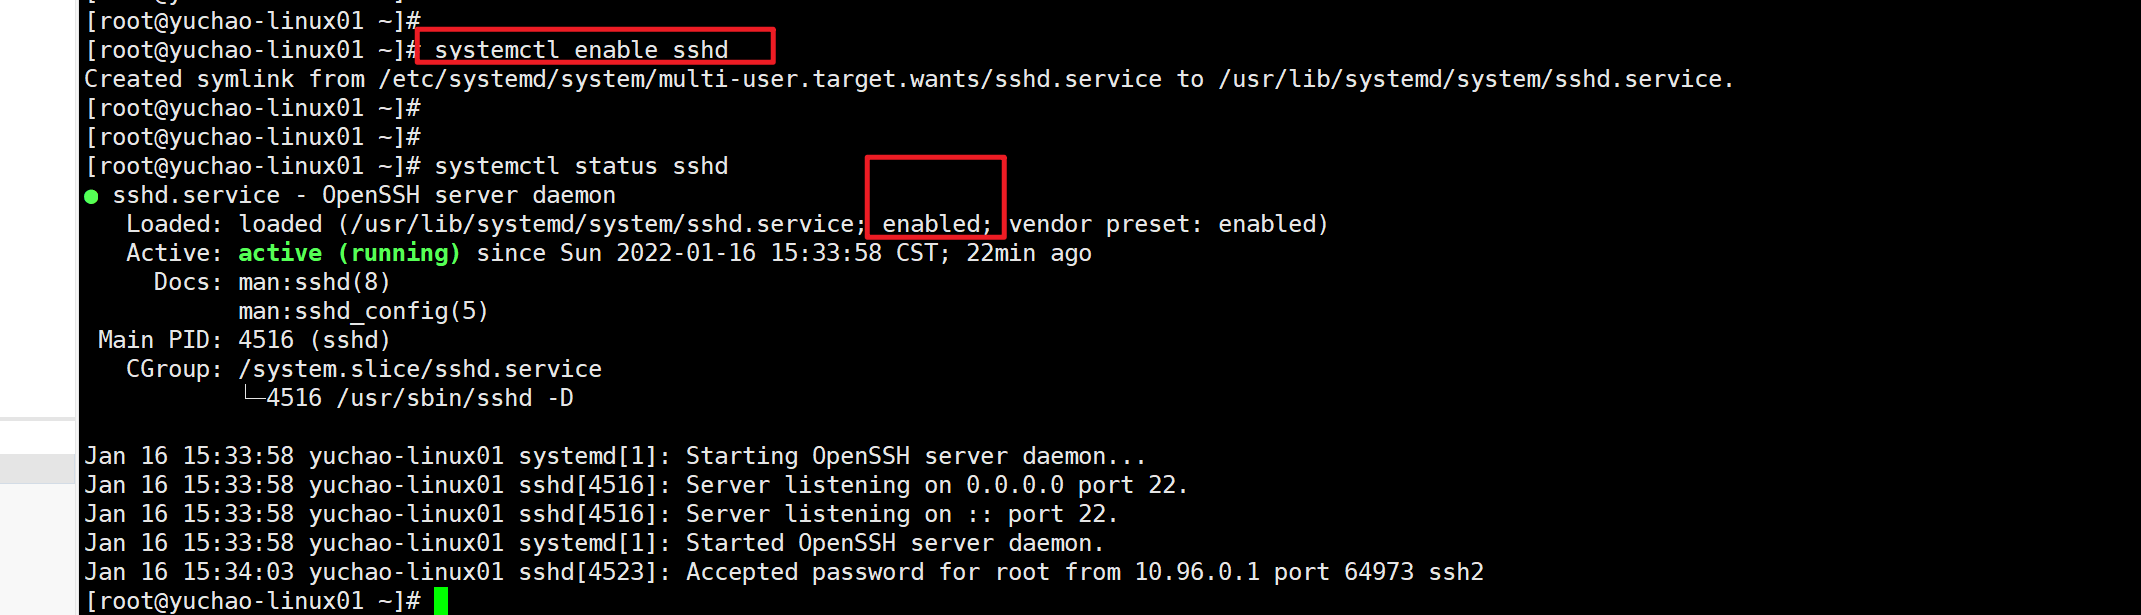 [root@yuchao-linux01 ~]#
[root@yuchao-linux01 ~]# systemctl enable sshd
Created symlink from /etc/systemd/system/multi-user.target.wants/sshd.service to /usr/lib/systemd/system/sshd.service.
[root@yuchao-linux01 ~]#
[root@yuchao-linux01 ~]#
[root@yuchao-linux01 ~]# systemctl status sshd
● sshd.service - OpenSSH server daemon
   Loaded: loaded (/usr/lib/systemd/system/sshd.service; enabled; vendor preset: enabled)
   Active: active (running) since Sun 2022-01-16 15:33:58 CST; 22min ago
     Docs: man:sshd(8)
           man:sshd_config(5)
 Main PID: 4516 (sshd)
   CGroup: /system.slice/sshd.service
           └─4516 /usr/sbin/sshd -D
Jan 16 15:33:58 yuchao-linux01 systemd[1]: Starting OpenSSH server daemon...
Jan 16 15:33:58 yuchao-linux01 sshd[4516]: Server listening on 0.0.0.0 port 22.
Jan 16 15:33:58 yuchao-linux01 sshd[4516]: Server listening on :: port 22.
Jan 16 15:33:58 yuchao-linux01 systemd[1]: Started OpenSSH server daemon.
Jan 16 15:34:03 yuchao-linux01 sshd[4523]: Accepted password for root from 10.96.0.1 port 64973 ssh2
[root@yuchao-linux01 ~]#